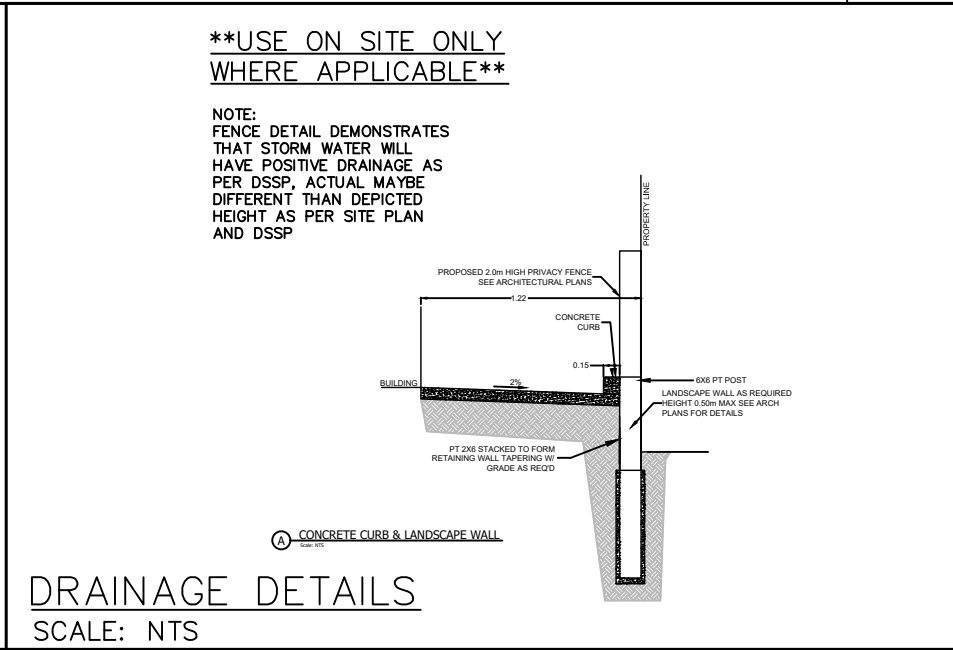 **USE ON SITE ONLY
WHERE APPLICABLE**
NOTE:
FENCE DETAIL DEMONSTRATES
THAT STORM WATER WILL
HAVE POSITIVE DRAINAGE AS
PER DSSP, ACTUAL MAYBE
DIFFERENT THAN DEPICTED
HEIGHT AS PER SITE PLAN
AND DSSP
PROPERTY LINE
PROPOSED 2.0m HIGH PRIVACY FENCE
SEE ARCHITECTURAL PLANS
1.22
CONCRETE
CURB
0.15
BUILDING
2%
6X6 PT POST
LANDSCAPE WALL AS REQUIRED
HEIGHT 0.50m MAX SEE ARCH
PLANS FOR DETAILS
PT 2X6 STACKED TO FORM
RETAINING WALL TAPERING W/
GRADE AS REQ'D
A CONCRETE CURB & LANDSCAPE WALL
Scale: NTS
DRAINAGE DETAILS
SCALE: NTS